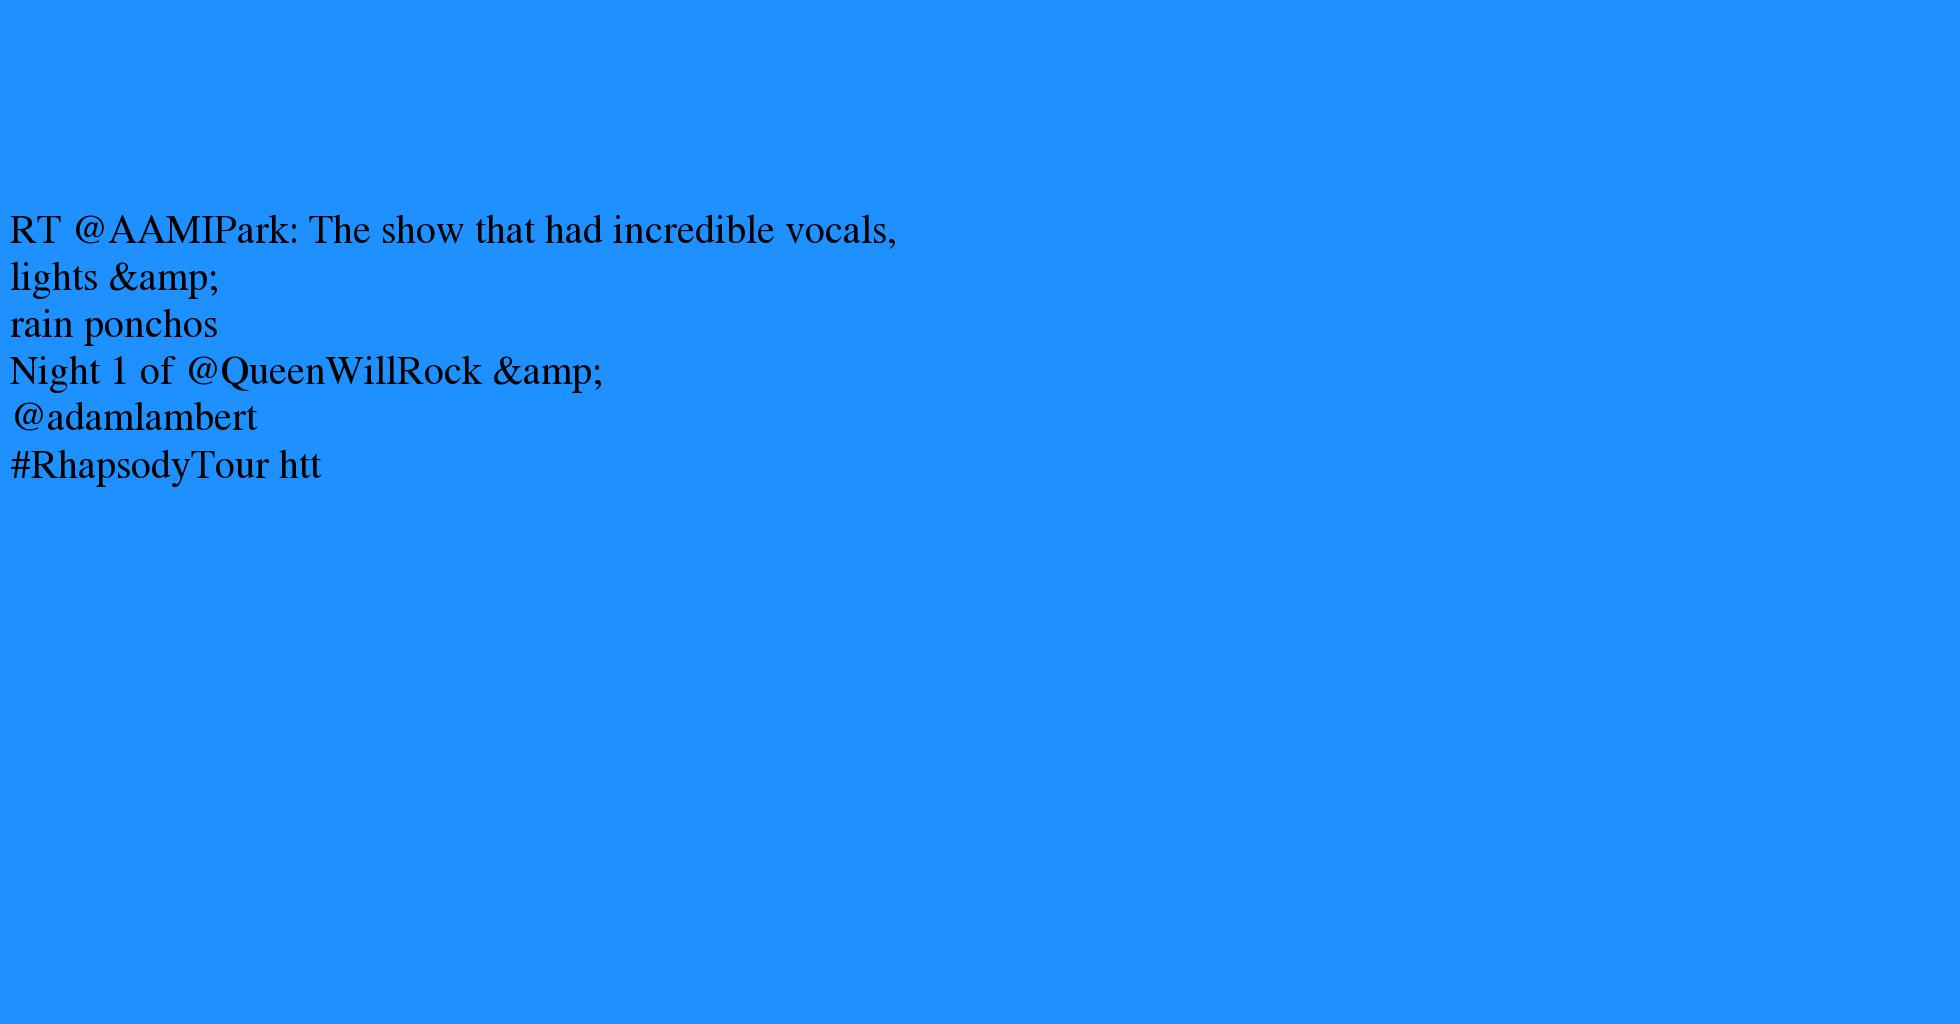 RT @AAMIPark: The show that had incredible vocals,
lights &amp;
rain ponchos
Night 1 of @QueenWillRock &amp;
@adamlambert
#RhapsodyTour htt